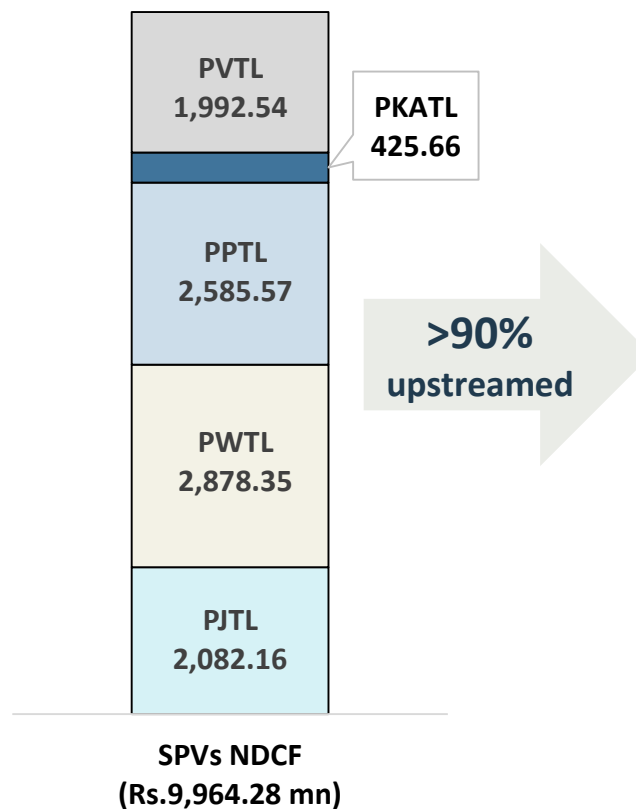 PVTL
1,992.54
PKATL
425.66
PPTL
2,585.57
>90%
upstreamed
PWTL
2,878.35
PJTL
2,082.16
SPVs NDCF
(Rs.9,964.28 mn)